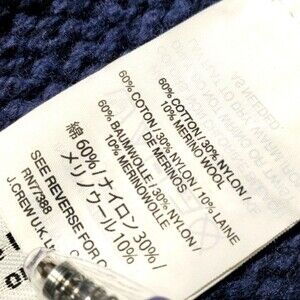 60% COTTON / 30% NYLON /
10% MERINO WOOL
60% COTON / 30% NYLON / 10% LAINE
DE MERINOS
60% BAUMWOLLE / 30% NYLON /
10% MERINOWOLLE
綿 60% / ナイロン 30% /
メリノウール 10%
SEE REVERSE FOR C
RN77388
J. CREW U.K. L